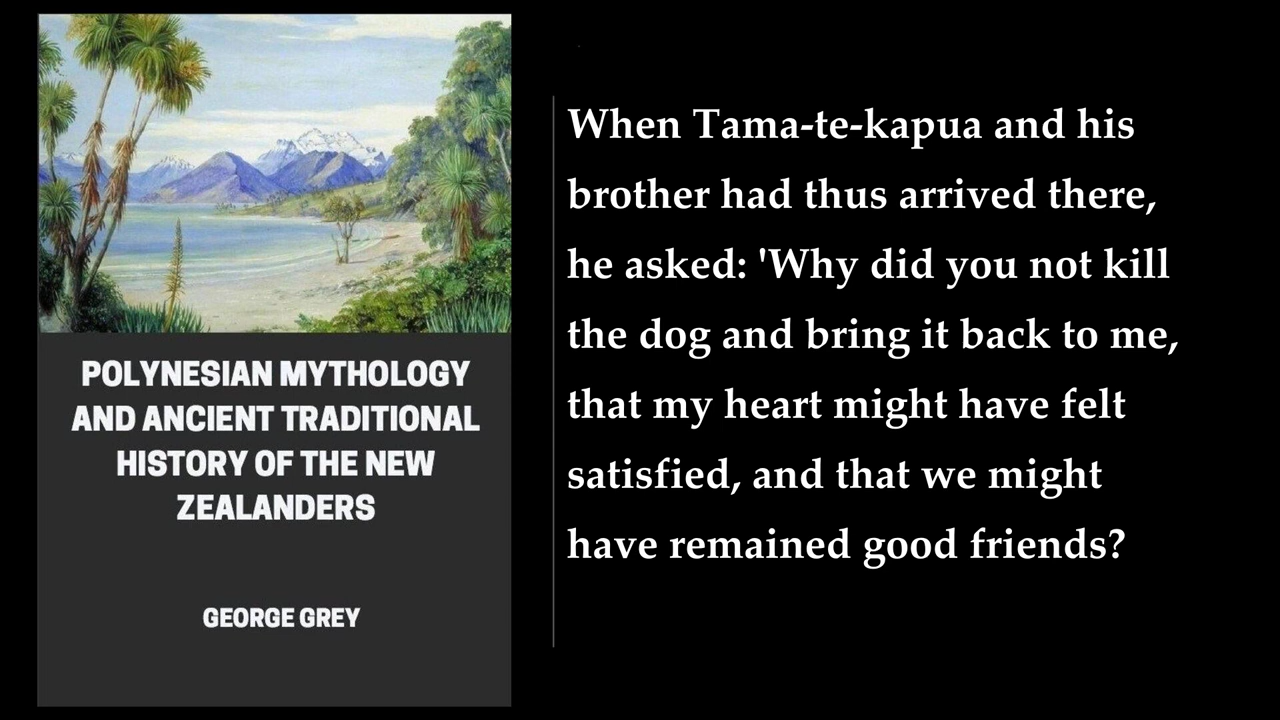 POLYNESIAN MYTHOLOGY
AND ANCIENT TRADITIONAL
HISTORY OF THE NEW
ZEALANDERS
GEORGE GREY
When Tama-te-kapua and his
brother had thus arrived there,
he asked: 'Why did you not kill
the dog and bring it back to me,
that my heart might have felt
satisfied, and that we might
have remained good friends?